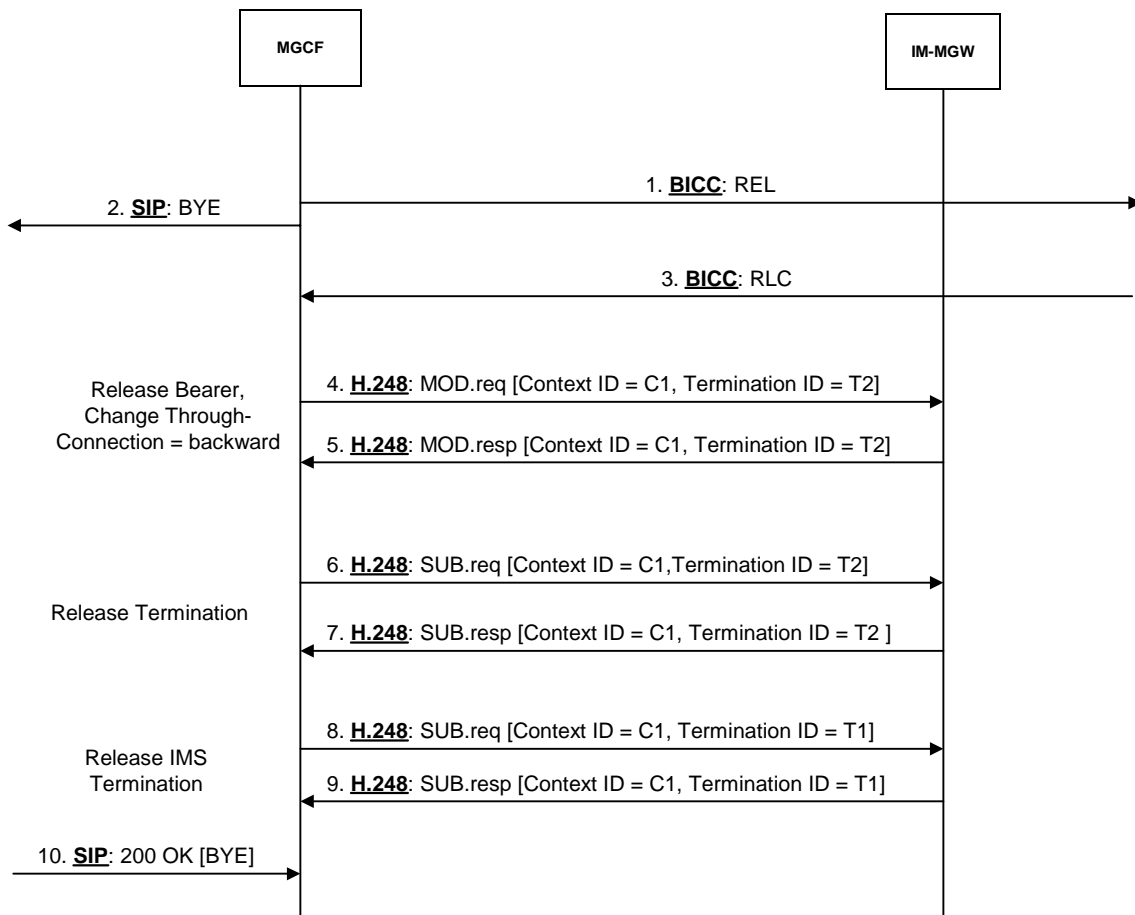 MGCF
IM-MGW
1. BICC: REL
2. SIP: BYE
3. BICC: RLC
Release Bearer,
Change Through-
Connection = backward
4. H.248: MOD.req [Context ID = C1, Termination ID = T2]
5. H.248: MOD.resp [Context ID = C1, Termination ID = T2]
6. H.248: SUB.req [Context ID = C1,Termination ID = T2]
Release Termination
7. H.248: SUB.resp [Context ID = C1, Termination ID = T2 ]
8. H.248: SUB.req [Context ID = C1, Termination ID = T1]
Release IMS
Termination
9. H.248: SUB.resp [Context ID = C1, Termination ID = T1]
10. SIP: 200 OK [BYE]